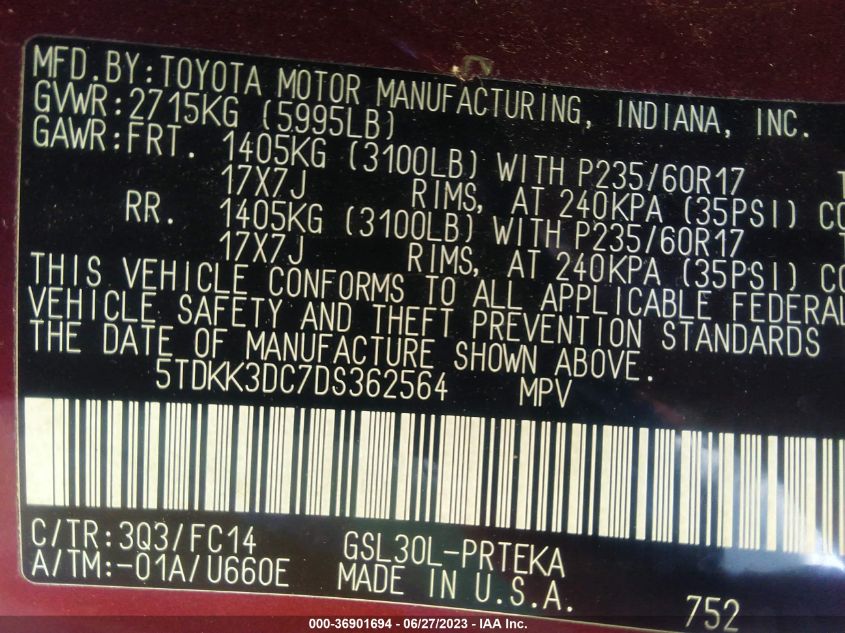 MFD.BY:TOYOTA MOTOR MANUFACTURING, INDIANA, INC.
GVWR:2715KG (5995LB)
GAWR:FRT. 1405KG (3100LB) WITH P235/60R17
17X7J RIMS, AT 240KPA (35PSI) CO
RR. 1405KG (3100LB) WITH P235/60R17
17X7J RIMS, AT 240KPA (35PSI) CO
THIS VEHICLE CONFORMS TO ALL APPLICABLE FEDERAL
VEHICLE SAFETY AND THEFT PREVENTION STANDARDS
THE DATE OF MANUFACTURE SHOWN ABOVE.
5TDKK3DC7DS362564 MPV
C/TR:3Q3/FC14 GSL30L-PRTEKA
A/TM:-01A/U660E MADE IN U.S.A.
752
000-36901694 - 06/27/2023 - IAA Inc.